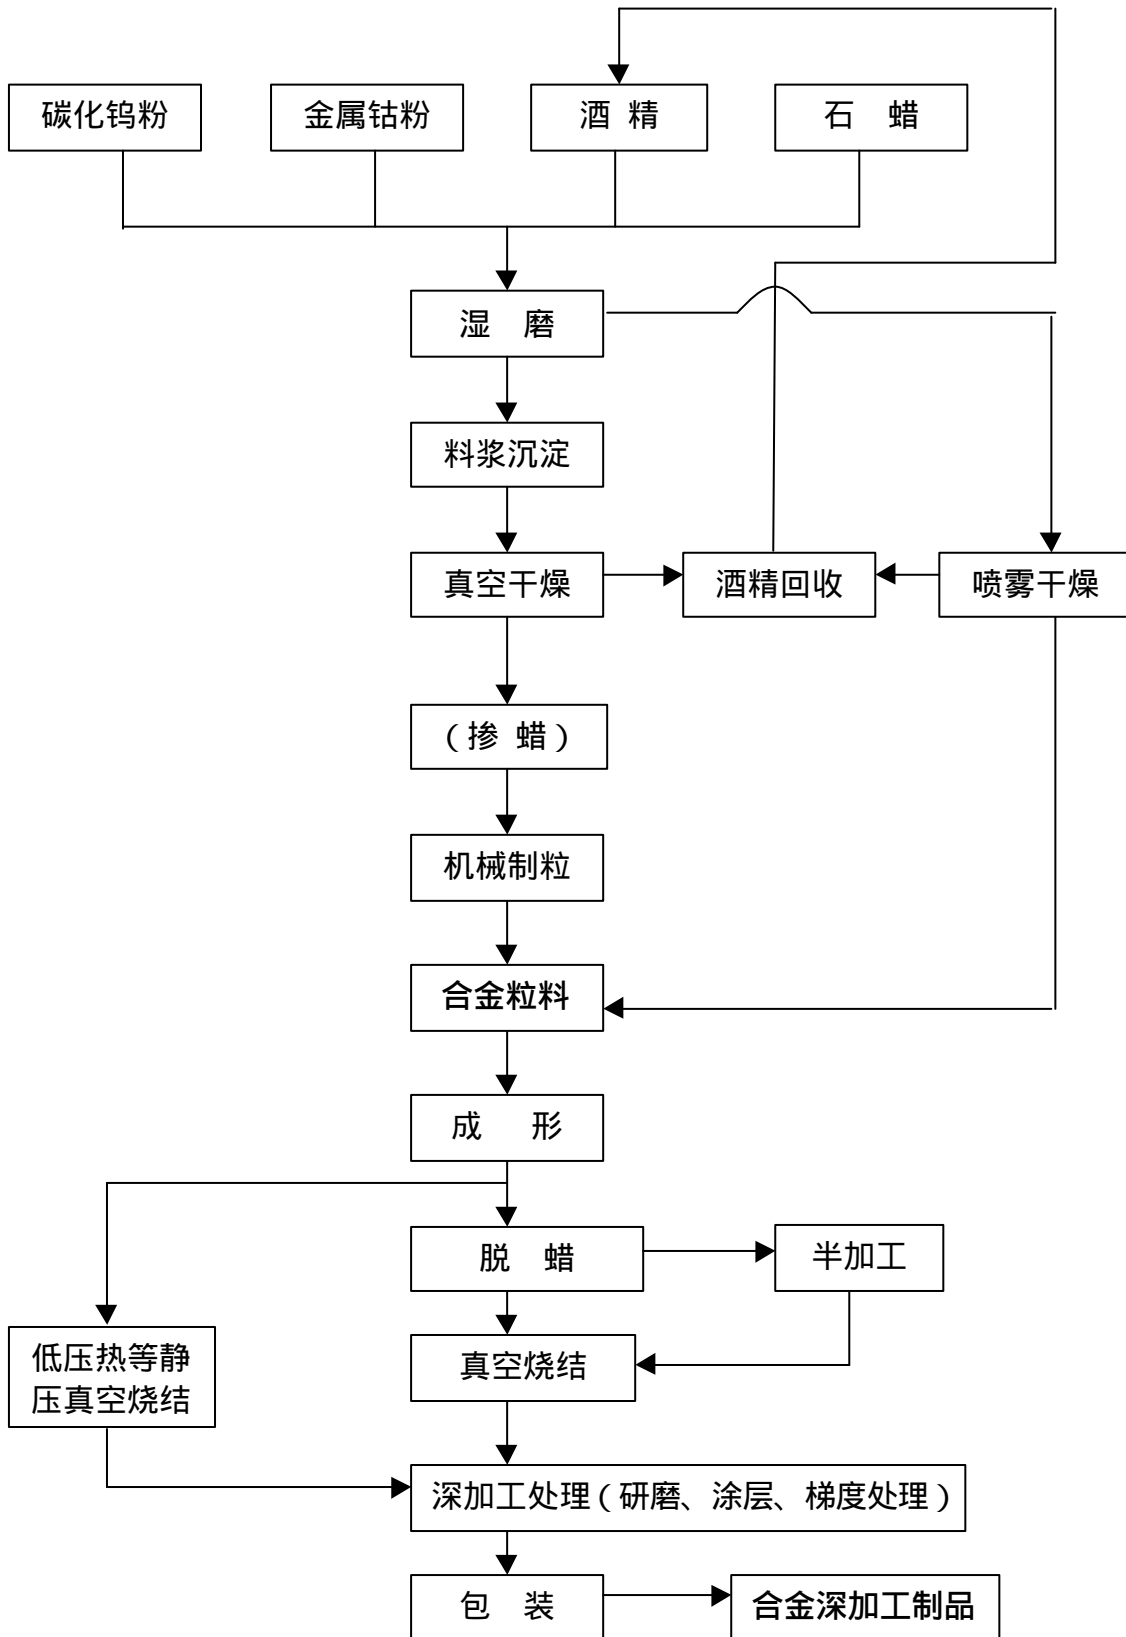 碳化钨粉
金属钴粉
酒 精
石 蜡
湿 磨
料浆沉淀
真空干燥
酒精回收
喷雾干燥
（掺 蜡）
机械制粒
合金粒料
成 形
脱 蜡
半加工
低压热等静
压真空烧结
真空烧结
深加工处理（研磨、涂层、梯度处理）
包 装
合金深加工制品